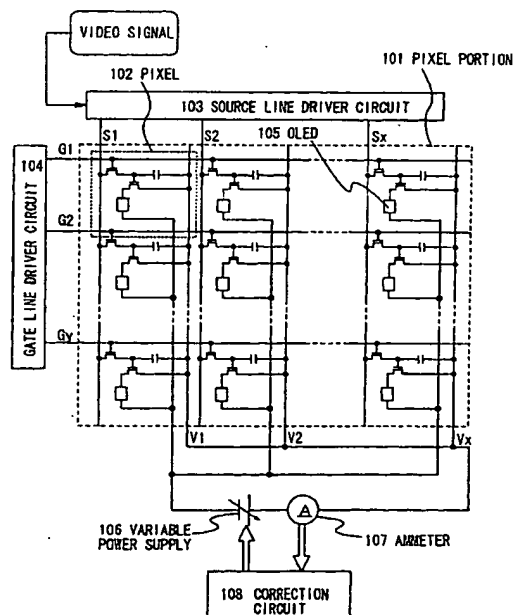 VIDEO SIGNAL
102 PIXEL
101 PIXEL PORTION
103 SOURCE LINE DRIVER CIRCUIT
S1
S2
105 OLED
Sx
G1
104
GATE LINE DRIVER CIRCUIT
G2
Gy
V1
V2
Vx
A
106 VARIABLE
POWER SUPPLY
107 AMMETER
108 CORRECTION
CIRCUIT